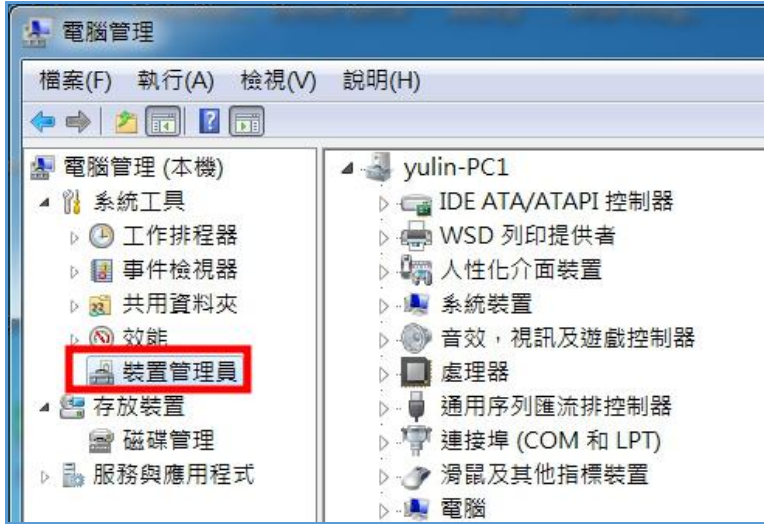 電腦管理
檔案(F) 執行(A) 檢視(V) 說明(H)
電腦管理 (本機)
系統工具
工作排程器
事件檢視器
共用資料夾
效能
裝置管理員
存放裝置
磁碟管理
服務與應用程式
yulin-PC1
IDE ATA/ATAPI 控制器
WSD 列印提供者
人性化介面裝置
系統裝置
音效，視訊及遊戲控制器
處理器
通用序列匯流排控制器
連接埠 (COM 和 LPT)
滑鼠及其他指標裝置
電腦